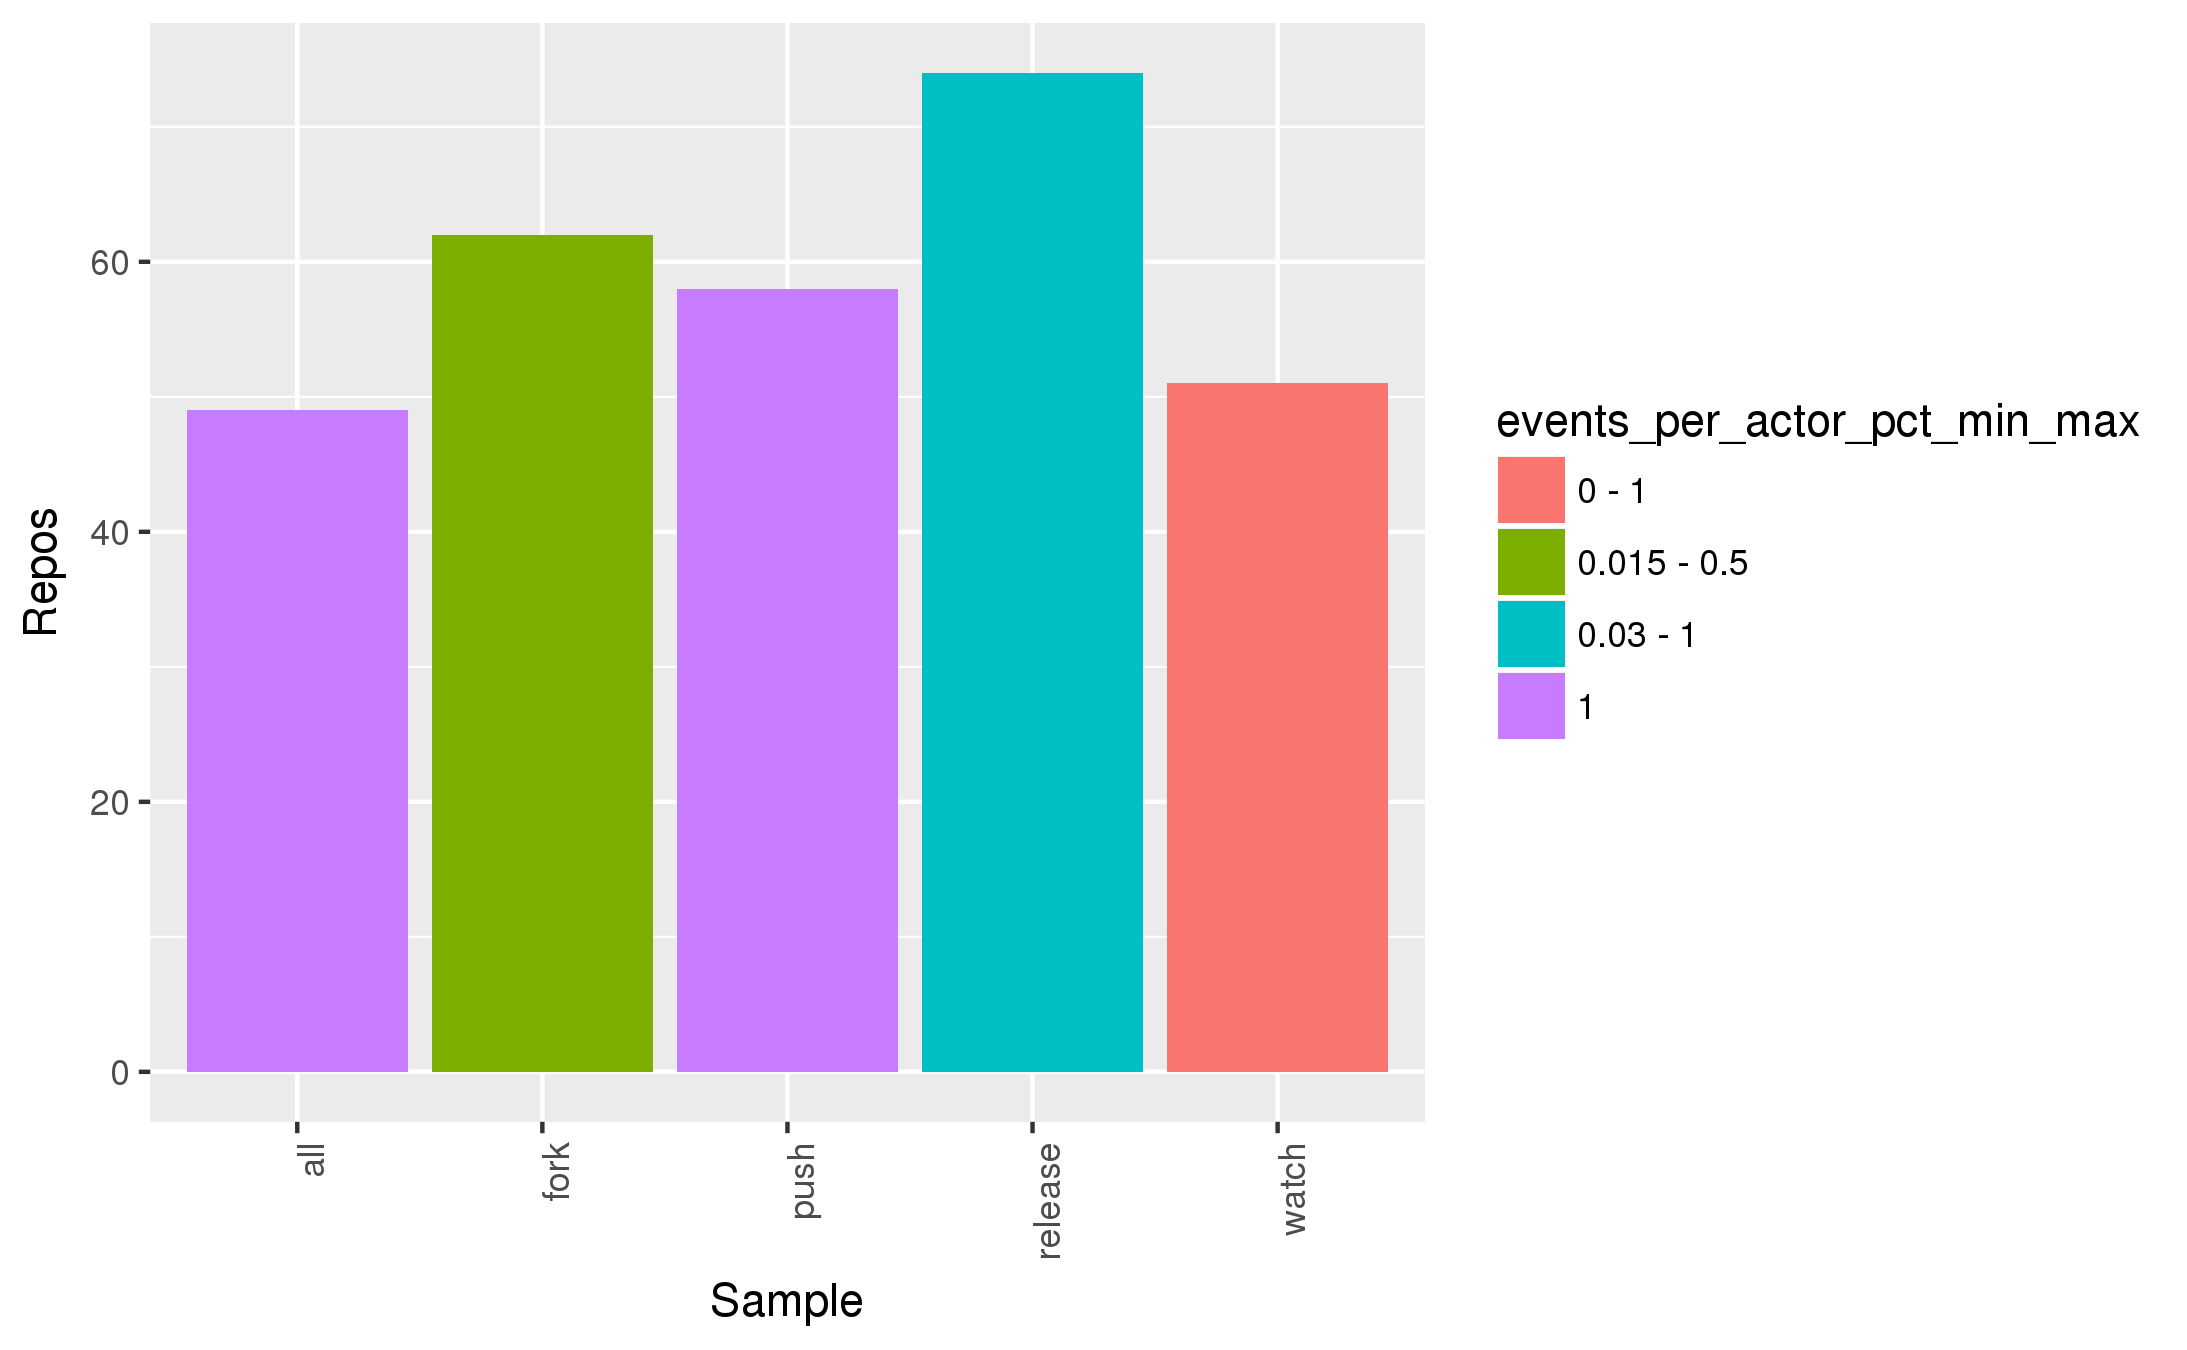 60
40
20
0
Repos
all
fork
push
release
watch
Sample
events_per_actor_pct_min_max
0 - 1
0.015 - 0.5
0.03 - 1
1